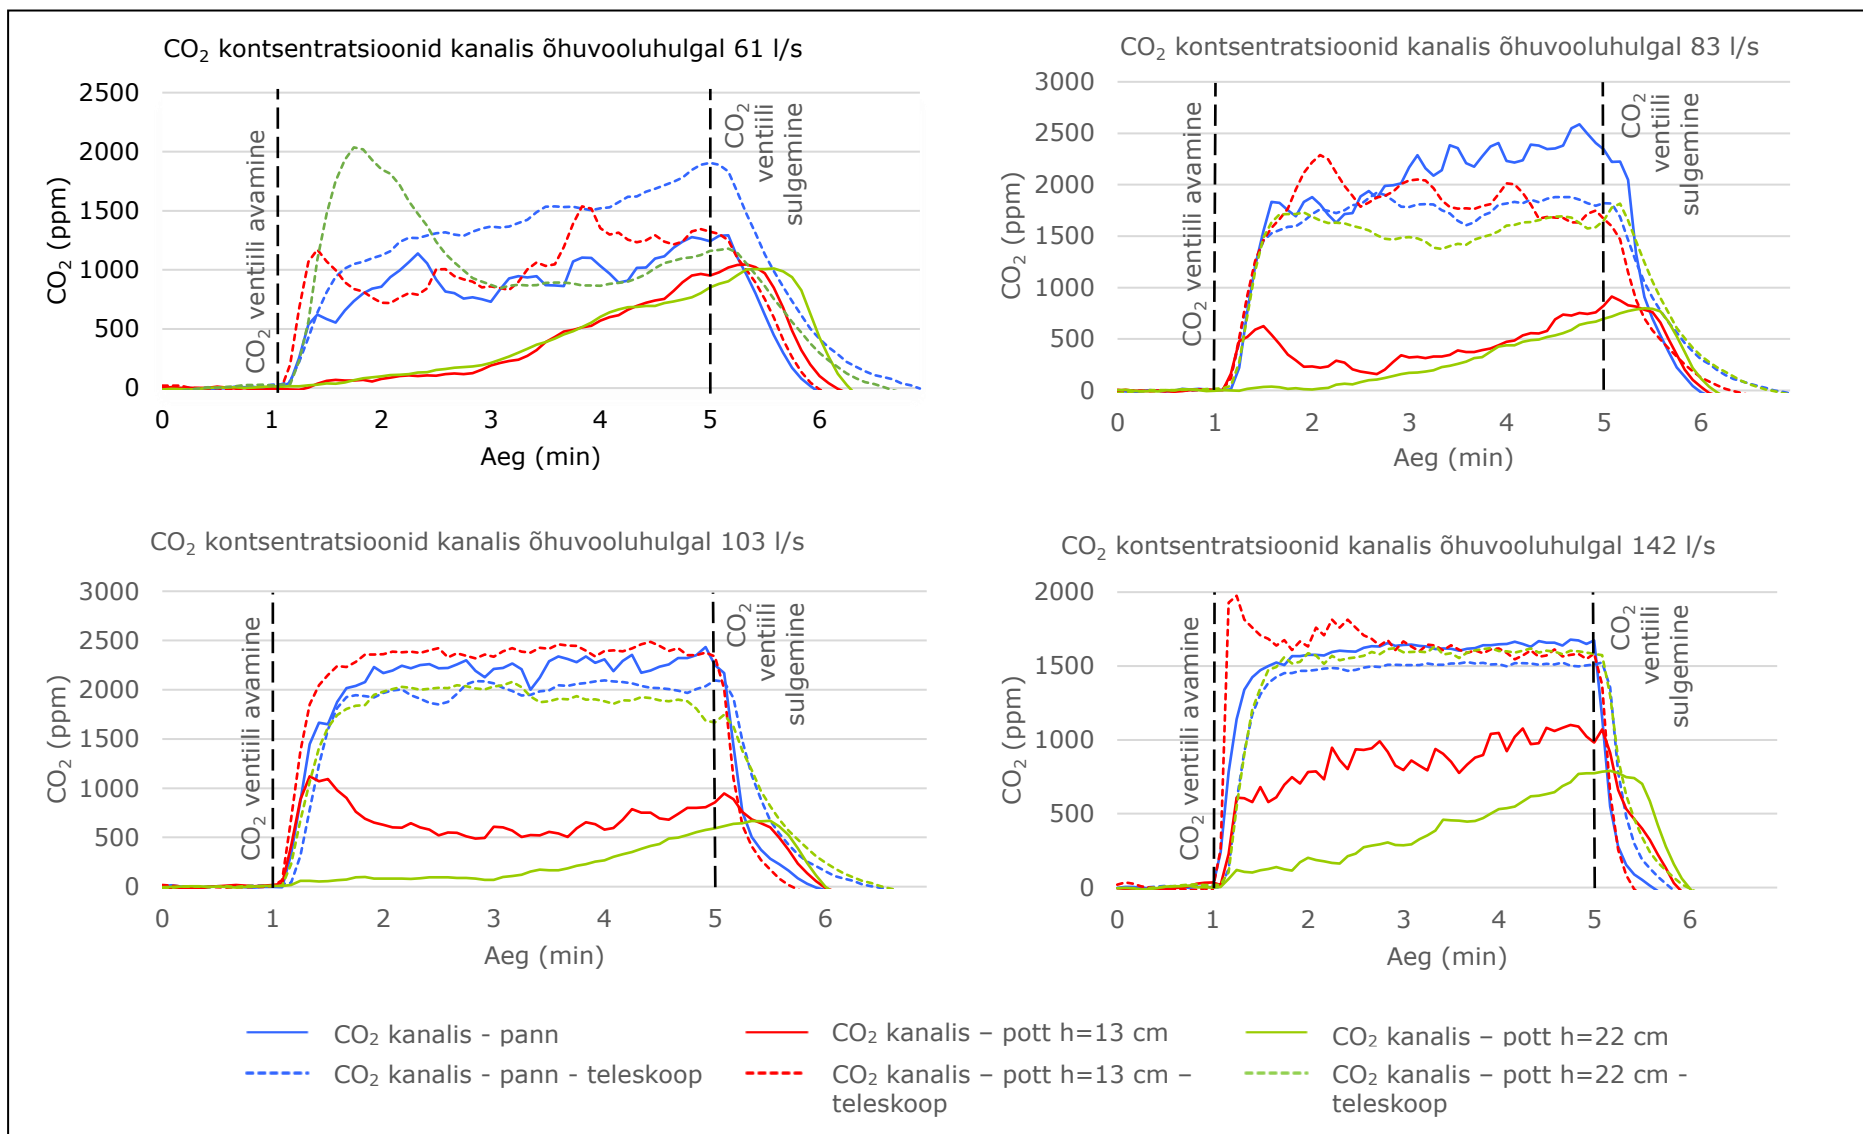 CO₂ kontsentratsioonid kanalis õhuvooluhulgal 61 l/s
2500
2000
1500
1000
500
0
CO₂ (ppm)
CO₂ ventiili avamine
CO₂
ventiili
sulgemine
0 1 2 3 4 5 6
Aeg (min)
CO₂ kontsentratsioonid kanalis õhuvooluhulgal 83 l/s
3000
2500
2000
1500
1000
500
0
CO₂ (ppm)
CO₂ ventiili avamine
CO₂
ventiili
sulgemine
0 1 2 3 4 5 6
Aeg (min)
CO₂ kontsentratsioonid kanalis õhuvooluhulgal 103 l/s
3000
2500
2000
1500
1000
500
0
CO₂ (ppm)
CO₂ ventiili avamine
CO₂
ventiili
sulgemine
0 1 2 3 4 5 6
Aeg (min)
CO₂ kontsentratsioonid kanalis õhuvooluhulgal 142 l/s
2000
1500
1000
500
0
CO₂ (ppm)
CO₂ ventiili avamine
CO₂
ventiili
sulgemine
0 1 2 3 4 5 6
Aeg (min)
CO₂ kanalis - pann
CO₂ kanalis – pott h=13 cm
CO₂ kanalis – pott h=22 cm
CO₂ kanalis - pann - teleskoop
CO₂ kanalis – pott h=13 cm –
teleskoop
CO₂ kanalis – pott h=22 cm -
teleskoop